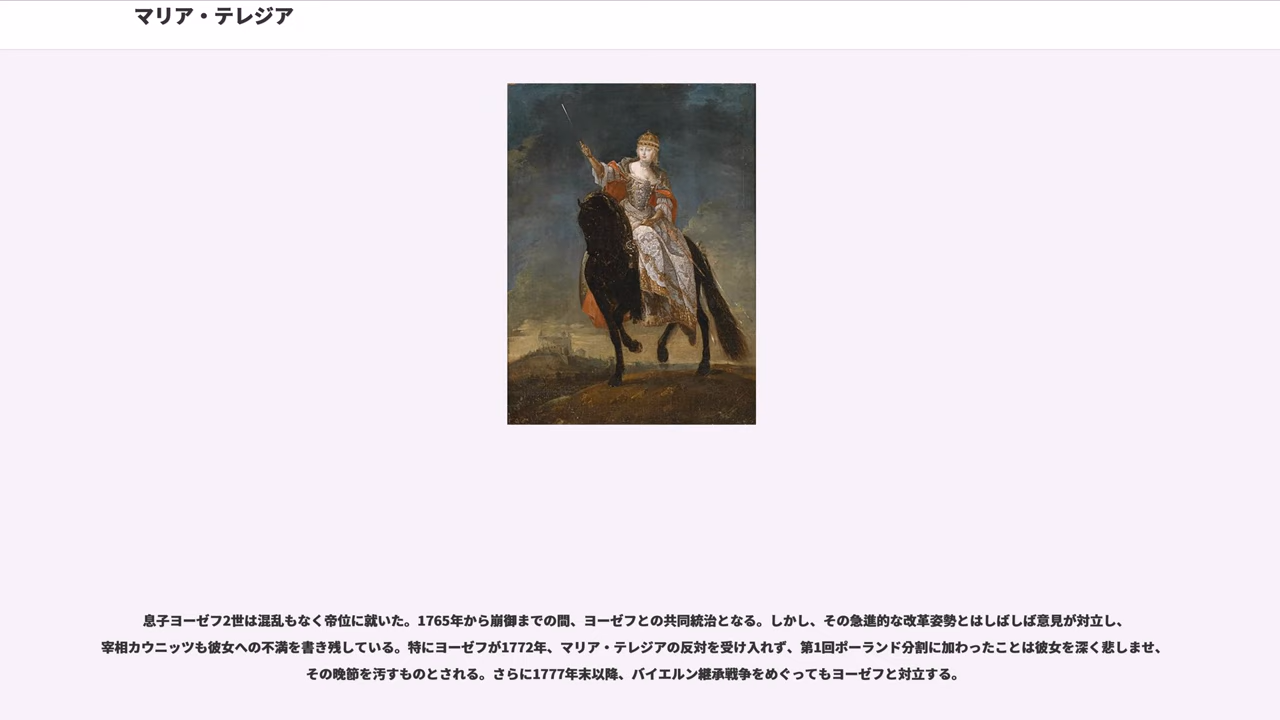 マリア・テレジア
息子ヨーゼフ2世は混乱もなく帝位に就いた。1765年から崩御までの間、ヨーゼフとの共同統治となる。しかし、その急進的な改革姿勢とはしばしば意見が対立し、
宰相カウニッツも彼女への不満を書き残している。特にヨーゼフが1772年、マリア・テレジアの反対を受け入れず、第1回ポーランド分割に加わったことは彼女を深く悲しませ、
その晩節を汚すものとされる。さらに1777年末以降、バイエルン継承戦争をめぐってもヨーゼフと対立する。